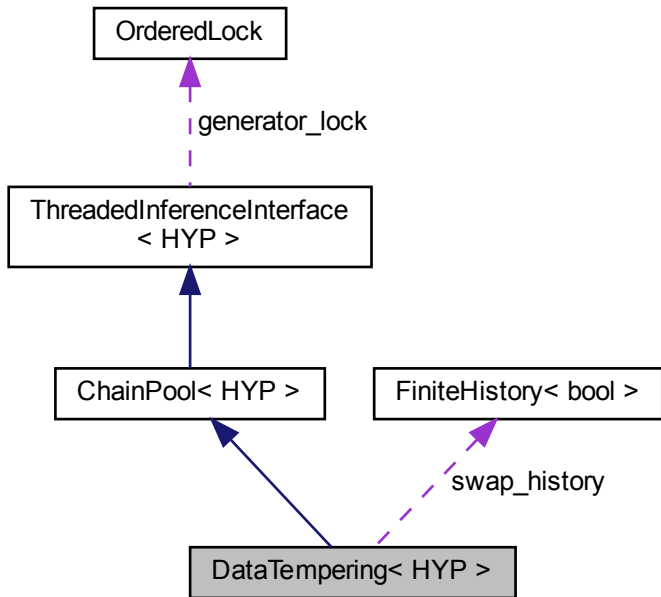 OrderedLock
generator_lock
ThreadedInferenceInterface
< HYP >
ChainPool< HYP >
FiniteHistory< bool >
swap_history
DataTempering< HYP >